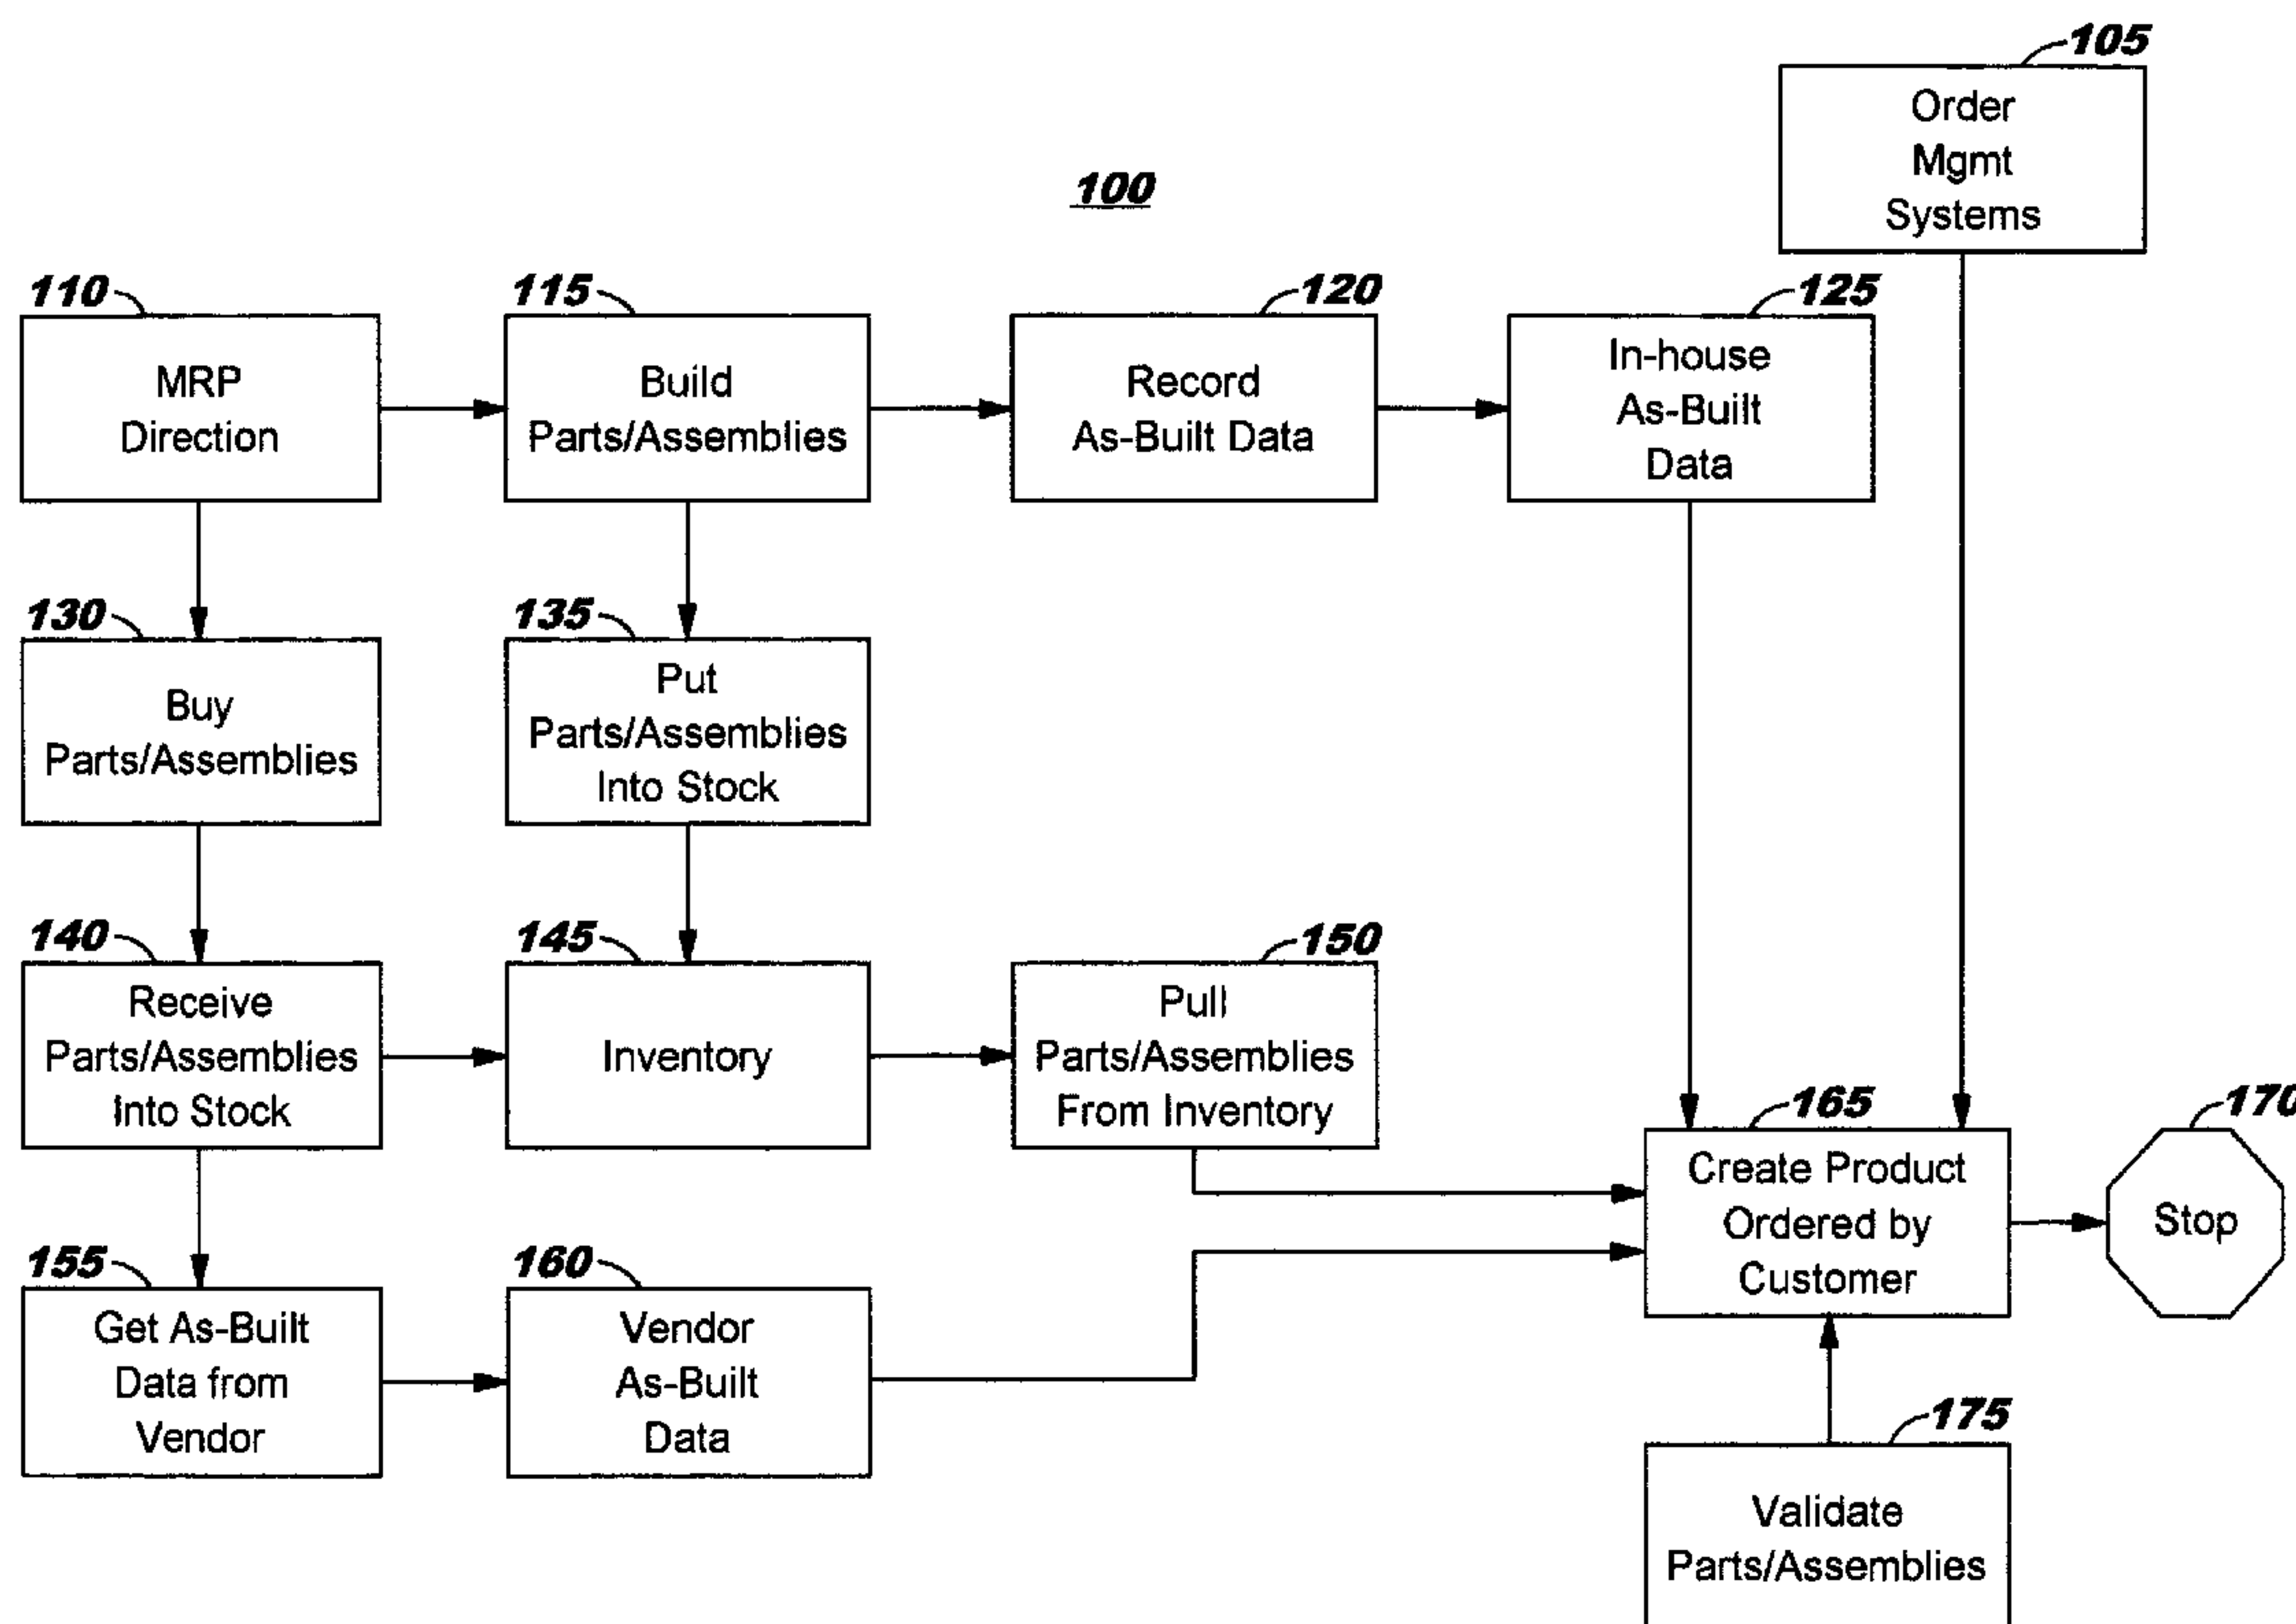 105
Order
Mgmt
Systems
100
110
MRP
Direction
115
Build
Parts/Assemblies
120
Record
As-Built Data
125
In-house
As-Built
Data
130
Buy
Parts/Assemblies
135
Put
Parts/Assemblies
Into Stock
140
Receive
Parts/Assemblies
Into Stock
145
Inventory
150
Pull
Parts/Assemblies
From Inventory
155
Get As-Built
Data from
Vendor
160
Vendor
As-Built
Data
165
Create Product
Ordered by
Customer
170
Stop
175
Validate
Parts/Assemblies